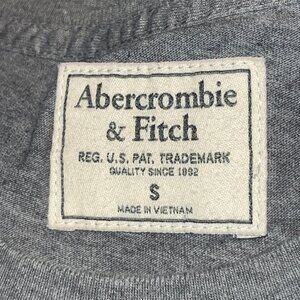 Abercrombie
& Fitch
REG. U.S. PAT. TRADEMARK
QUALITY SINCE 1892
S
MADE IN VIETNAM